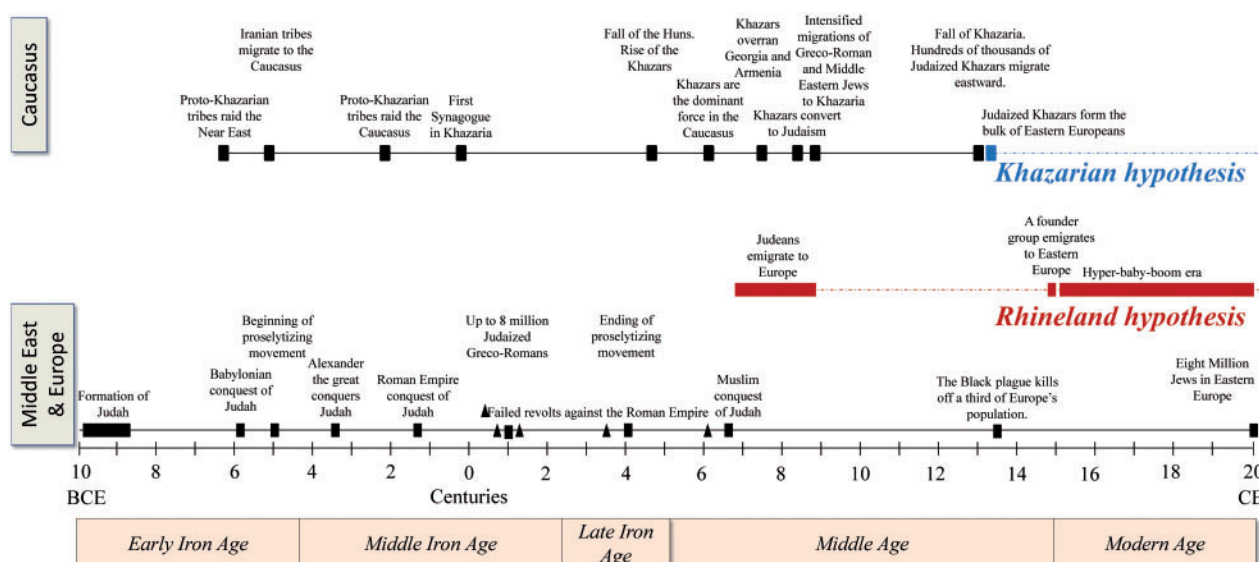 Caucasus
Iranian tribes
migrate to the
Caucasus
Proto-Khazarian
tribes raid the
Near East
Proto-Khazarian
tribes raid the
Caucasus
First
Synagogue
in Khazaria
Fall of the Huns.
Rise of the
Khazars
Khazars are
the dominant
force in the
Caucasus
Khazars
overran
Georgia and
Armenia
Khazars convert
to Judaism
Intensified
migrations of
Greco-Roman
and Middle
Eastern Jews
to Khazaria
Fall of Khazaria.
Hundreds of thousands of
Judaized Khazars migrate
eastward.
Judaized Khazars form the
bulk of Eastern Europeans
Khazarian hypothesis
Judeans
emigrate to
Europe
A founder
group emigrates
to Eastern
Europe
Hyper-baby-boom era
Rhineland hypothesis
Middle East
& Europe
Formation of
Judah
Babylonian
conquest of
Judah
Beginning of
proselytizing
movement
Alexander
the great
conquers
Judah
Roman Empire
conquest of
Judah
Up to 8 million
Judaized
Greco-Romans
Failed revolts against the Roman Empire
Ending of
proselytizing
movement
Muslim
conquest
of Judah
The Black plague kills
off a third of Europe's
population.
Eight Million
Jews in Eastern
Europe
10 8 6 4 2 0 2 4 6 8 10 12 14 16 18 20
BCE Centuries CE
Early Iron Age
Middle Iron Age
Late Iron
Age
Middle Age
Modern Age